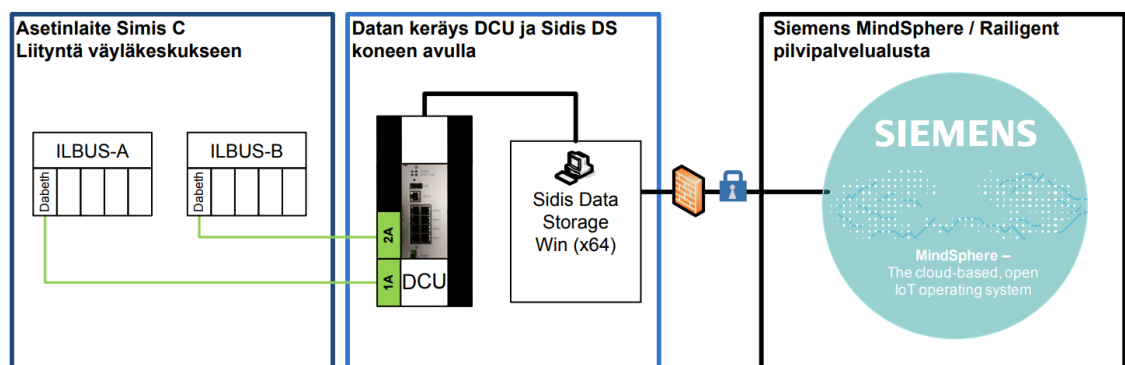 Asetinlaite Simis C
Liityntä väyläkeskukseen
ILBUS-A
Dabeth
ILBUS-B
Dabeth
Datan keräys DCU ja Sidis DS
koneen avulla
2A
1A
DCU
Sidis Data
Storage
Win (x64)
Siemens MindSphere / Railigent
pilvipalvelualusta
SIEMENS
MindSphere –
The cloud-based, open
IoT operating system